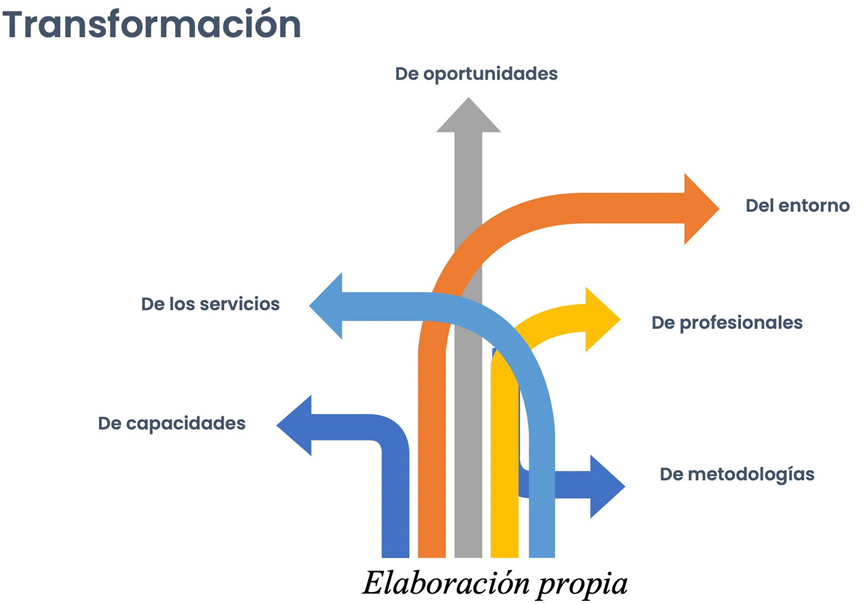 Transformación
De oportunidades
Del entorno
De los servicios
De profesionales
De capacidades
De metodologías
Elaboración propia